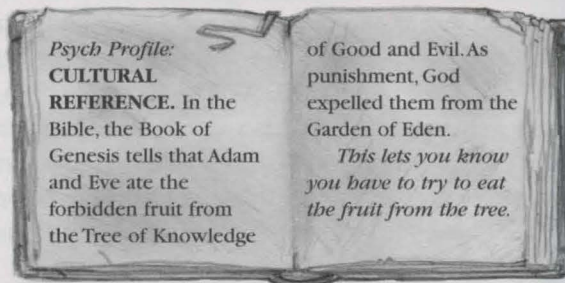 Psych Profile:
CULTURAL
REFERENCE. In the
Bible, the Book of
Genesis tells that Adam
and Eve ate the
forbidden fruit from
the Tree of Knowledge
of Good and Evil. As
punishment, God
expelled them from the
Garden of Eden.
This lets you know
you have to try to eat
the fruit from the tree.